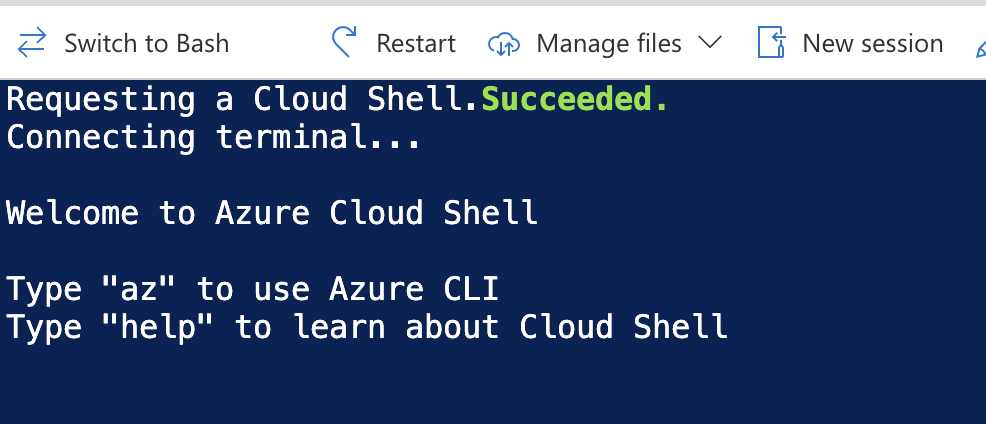 Switch to Bash Restart Manage files New session
Requesting a Cloud Shell.Succeeded.
Connecting terminal...
Welcome to Azure Cloud Shell
Type "az" to use Azure CLI
Type "help" to learn about Cloud Shell